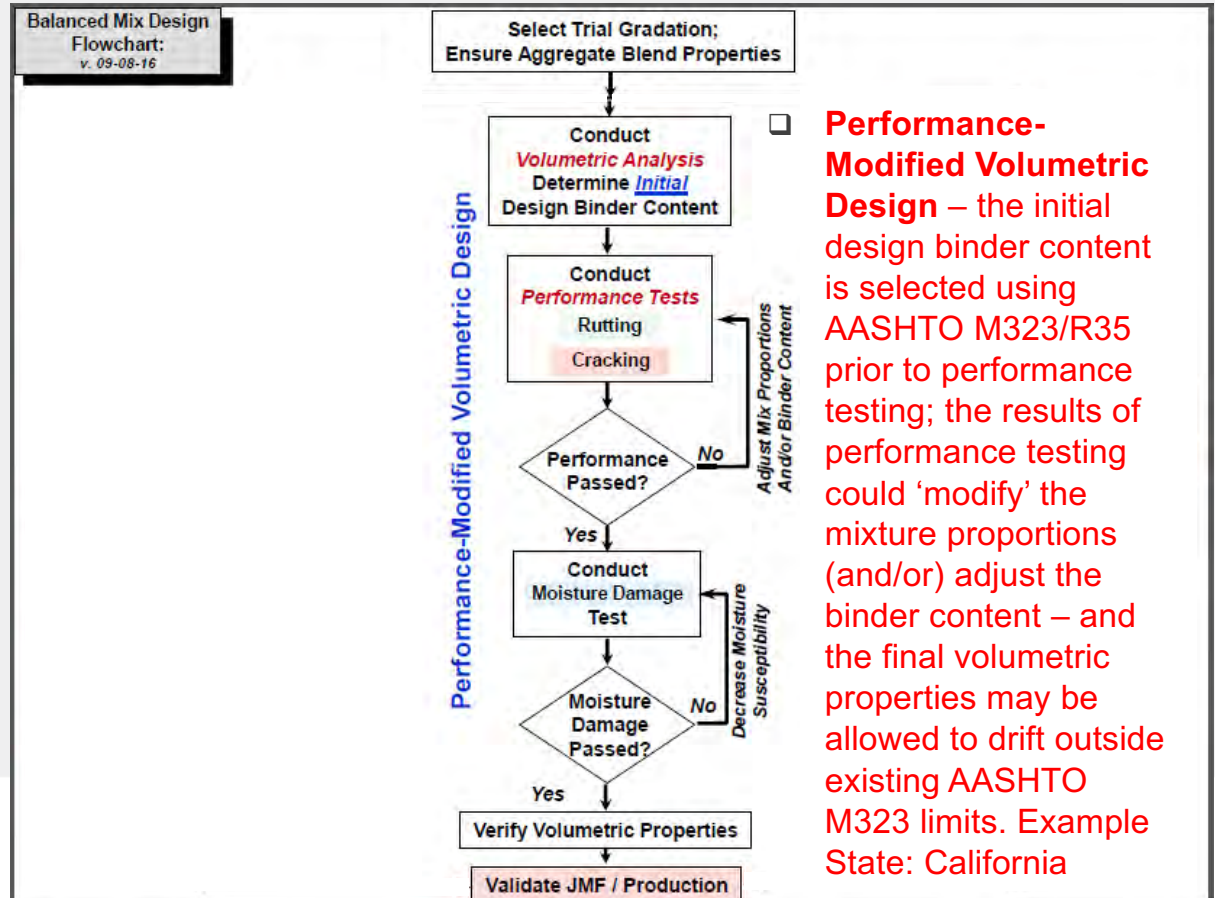 Balanced Mix Design
Flowchart:
v. 09-08-16
Select Trial Gradation;
Ensure Aggregate Blend Properties
Conduct
Volumetric Analysis
Determine Initial
Design Binder Content
Conduct
Performance Tests
Rutting
Cracking
Performance
Passed?
No
Adjust Mix Proportions
And/or Binder Content
Yes
Conduct
Moisture Damage
Test
Moisture
Damage
Passed?
No
Decrease Moisture
Susceptibility
Yes
Verify Volumetric Properties
Validate JMF / Production
Performance-Modified Volumetric Design
❑ Performance-
Modified Volumetric
Design – the initial
design binder content
is selected using
AASHTO M323/R35
prior to performance
testing; the results of
performance testing
could ‘modify’ the
mixture proportions
(and/or) adjust the
binder content – and
the final volumetric
properties may be
allowed to drift outside
existing AASHTO
M323 limits. Example
State: California